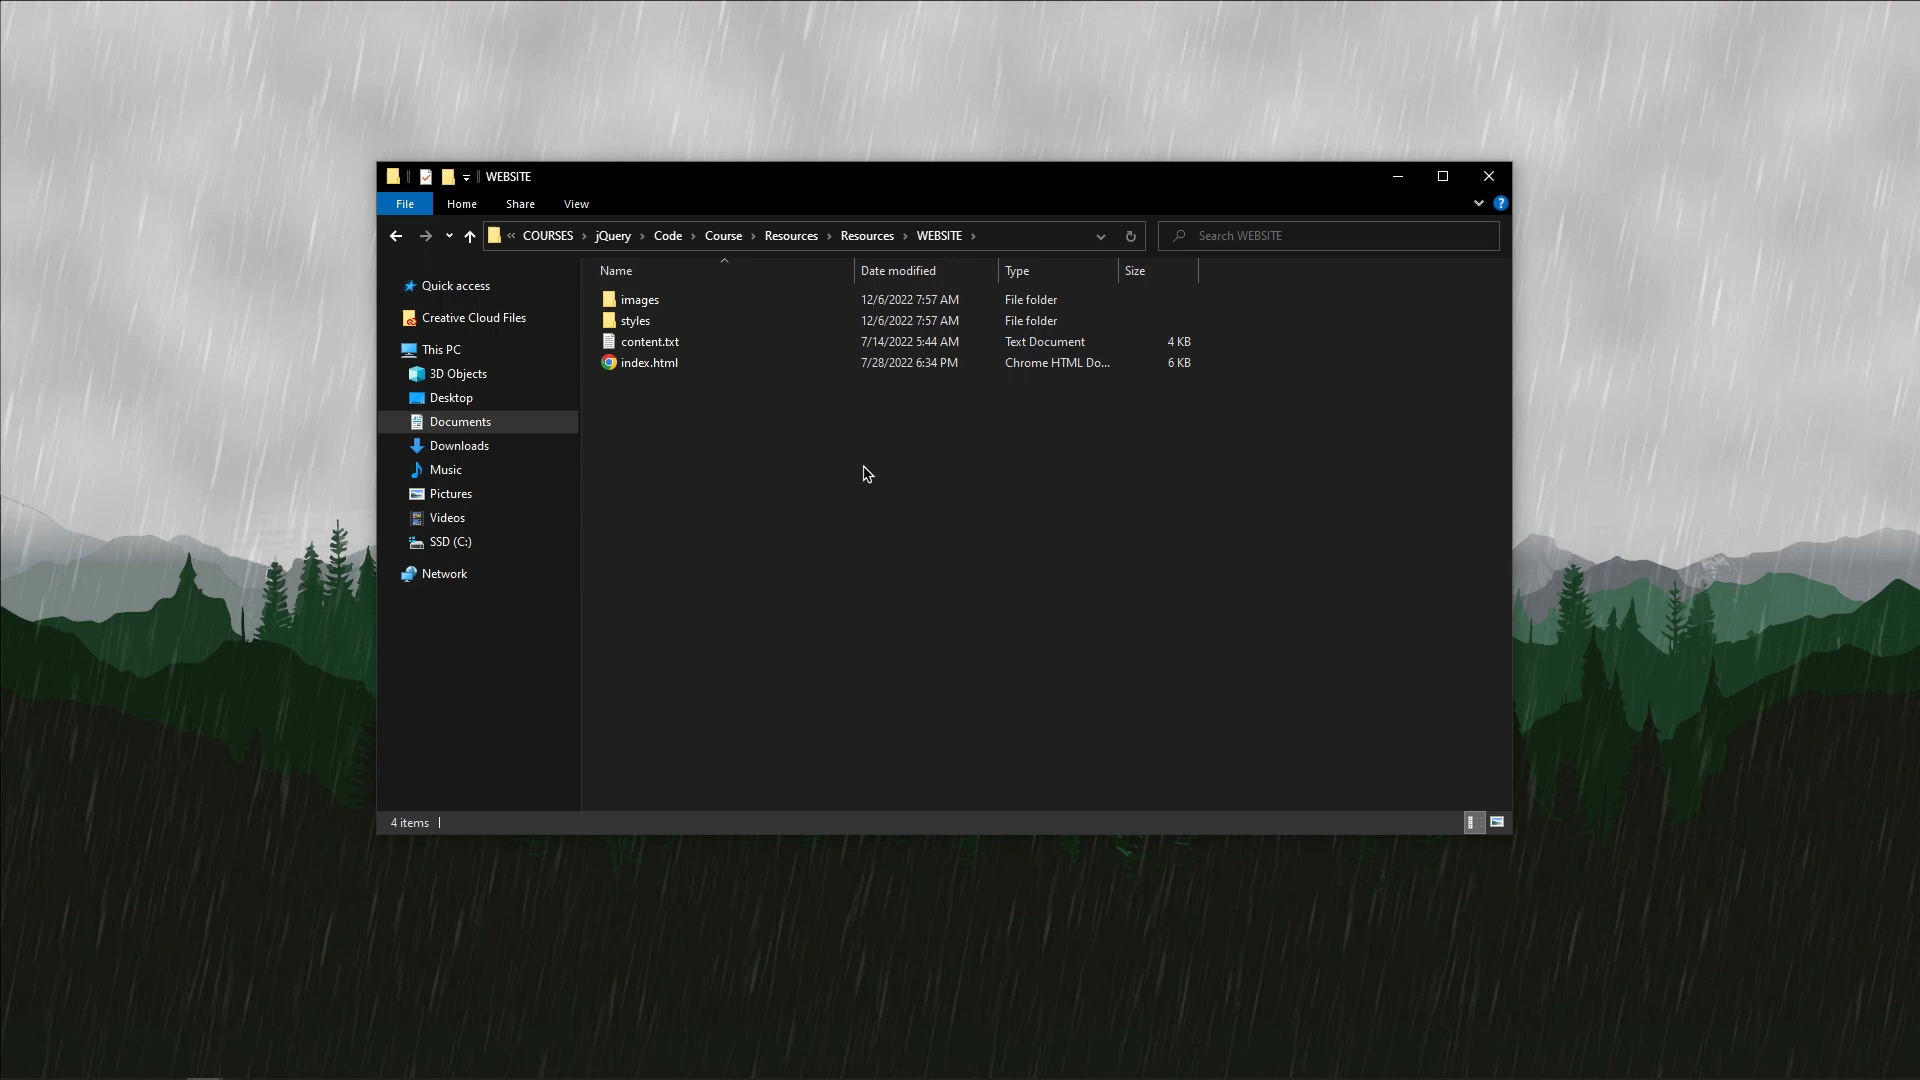 WEBSITE
File Home Share View
« COURSES › jQuery › Code › Course › Resources › Resources › WEBSITE › Search WEBSITE
Name Date modified Type Size
Quick access
Creative Cloud Files
This PC
3D Objects
Desktop
Documents
Downloads
Music
Pictures
Videos
SSD (C:)
Network
images 12/6/2022 7:57 AM File folder
styles 12/6/2022 7:57 AM File folder
content.txt 7/14/2022 5:44 AM Text Document 4 KB
index.html 7/28/2022 6:34 PM Chrome HTML Do... 6 KB
4 items